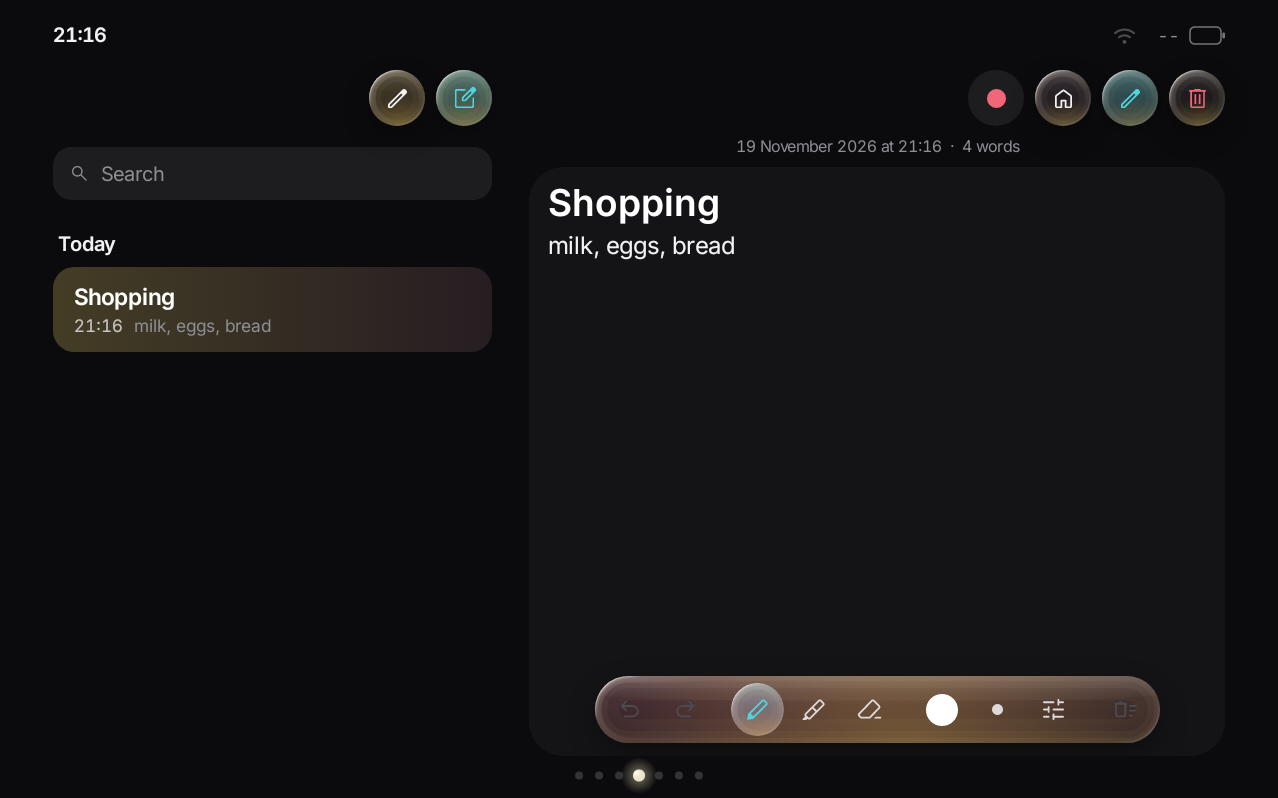 21:16
- -
Search
Today
Shopping
21:16 milk, eggs, bread
19 November 2026 at 21:16 · 4 words
Shopping
milk, eggs, bread